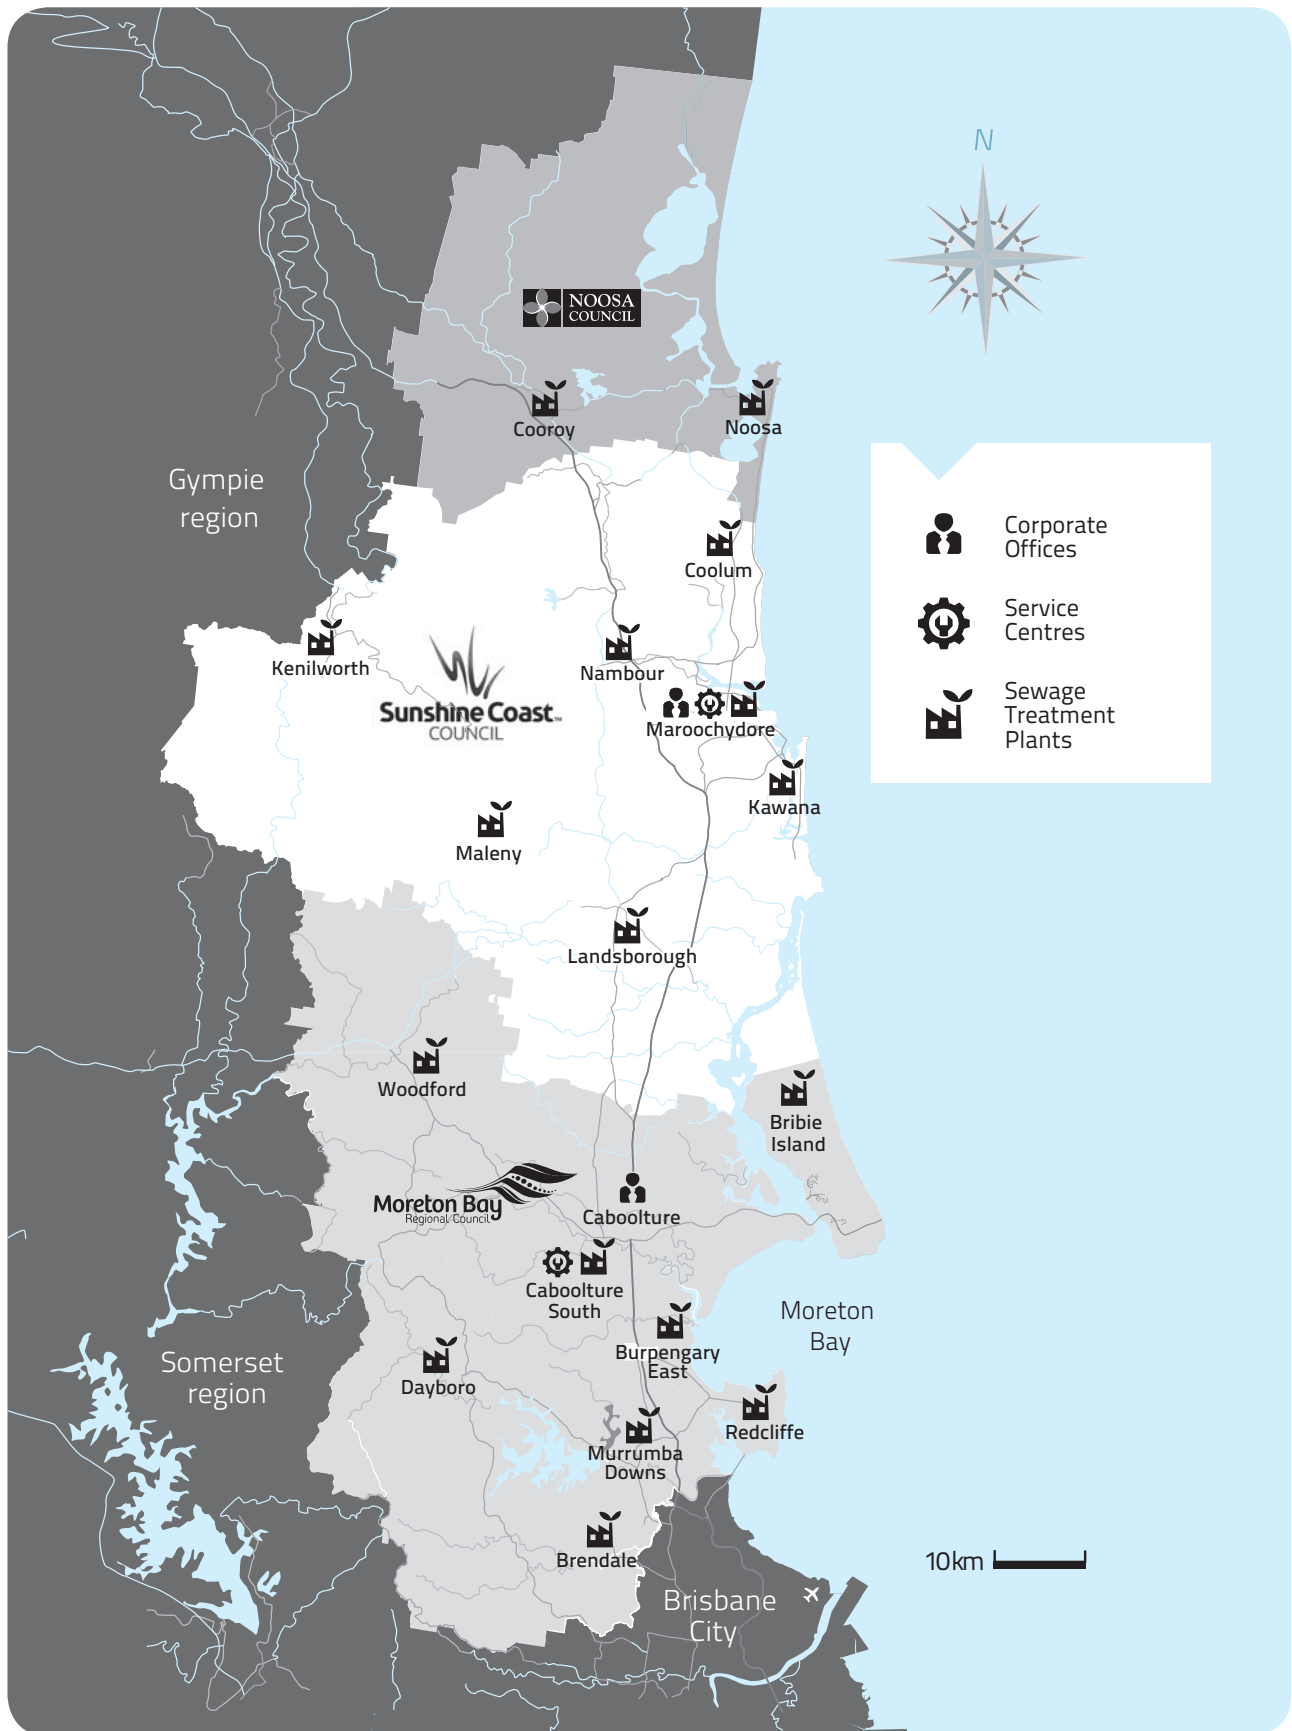 N
NOOSA
COUNCIL
Cooroy
Noosa
Gympie
region
Corporate
Offices
Service
Centres
Sewage
Treatment
Plants
Coolum
Kenilworth
Nambour
Sunshine Coast™
COUNCIL
Maroochydore
Kawana
Maleny
Landsborough
Woodford
Bribie
Island
Moreton Bay
Regional Council
Caboolture
Caboolture
South
Moreton
Bay
Burpengary
East
Somerset
region
Dayboro
Redcliffe
Murrumba
Downs
Brendale
10km
Brisbane
City